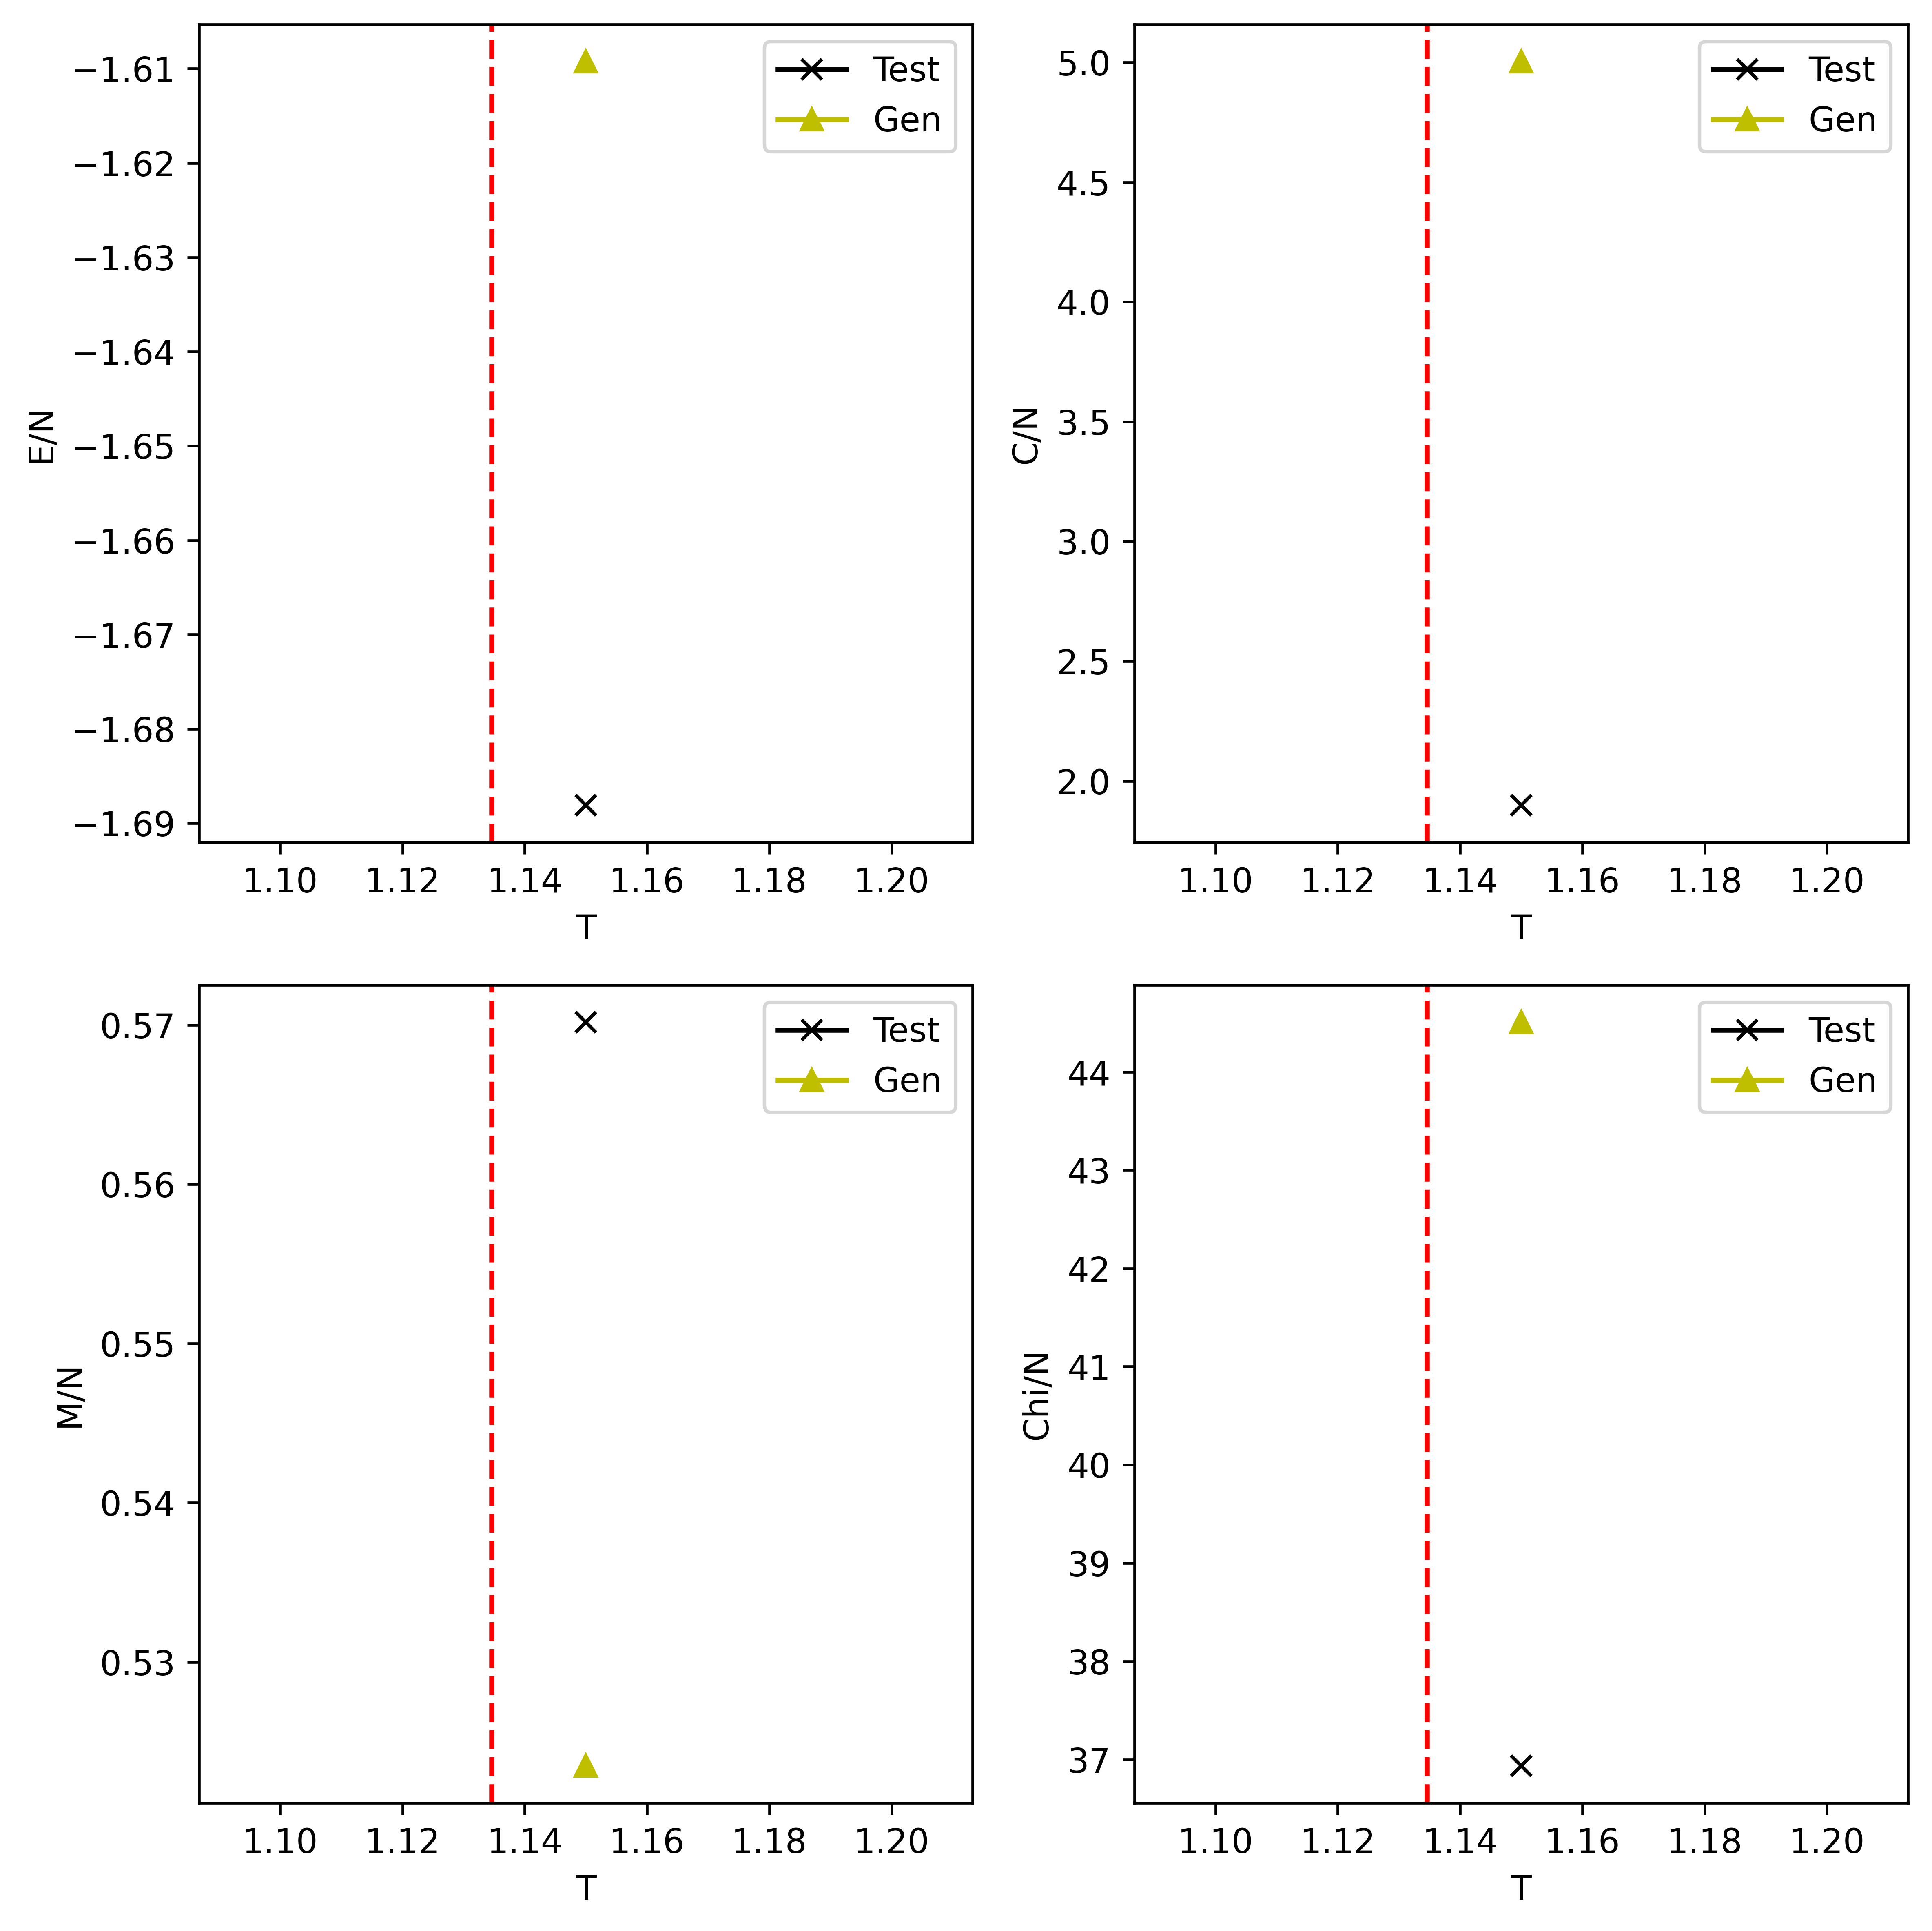 E/N
−1.61
−1.62
−1.63
−1.64
−1.65
−1.66
−1.67
−1.68
−1.69
1.10 1.12 1.14 1.16 1.18 1.20
T
Test
Gen
C/N
5.0
4.5
4.0
3.5
3.0
2.5
2.0
1.10 1.12 1.14 1.16 1.18 1.20
T
Test
Gen
M/N
0.57
0.56
0.55
0.54
0.53
1.10 1.12 1.14 1.16 1.18 1.20
T
Test
Gen
Chi/N
44
43
42
41
40
39
38
37
1.10 1.12 1.14 1.16 1.18 1.20
T
Test
Gen